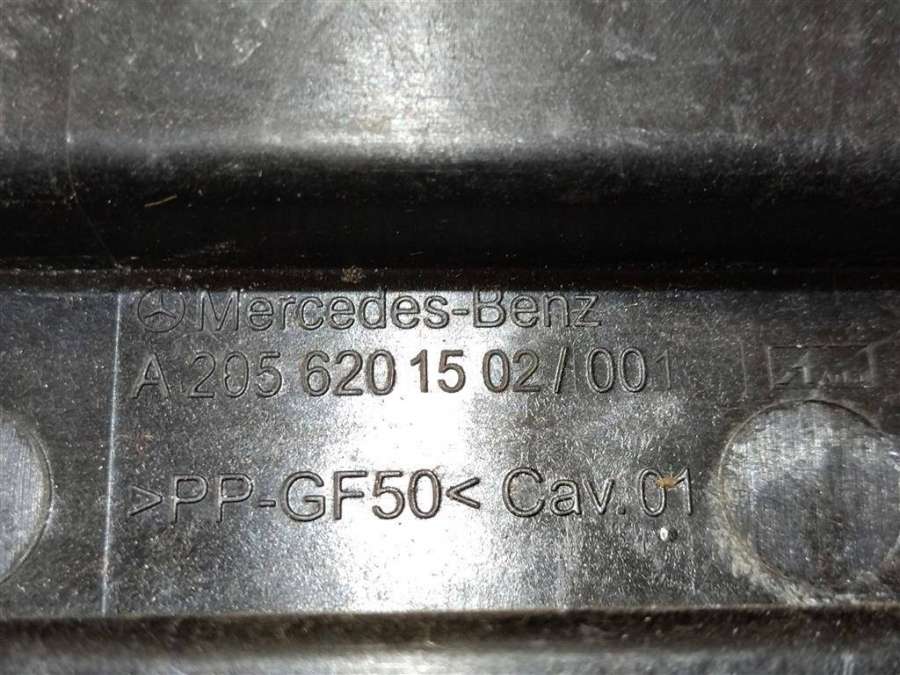 Mercedes-Benz
A 205 620 15 02 / 001
>PP-GF50< Cav.01